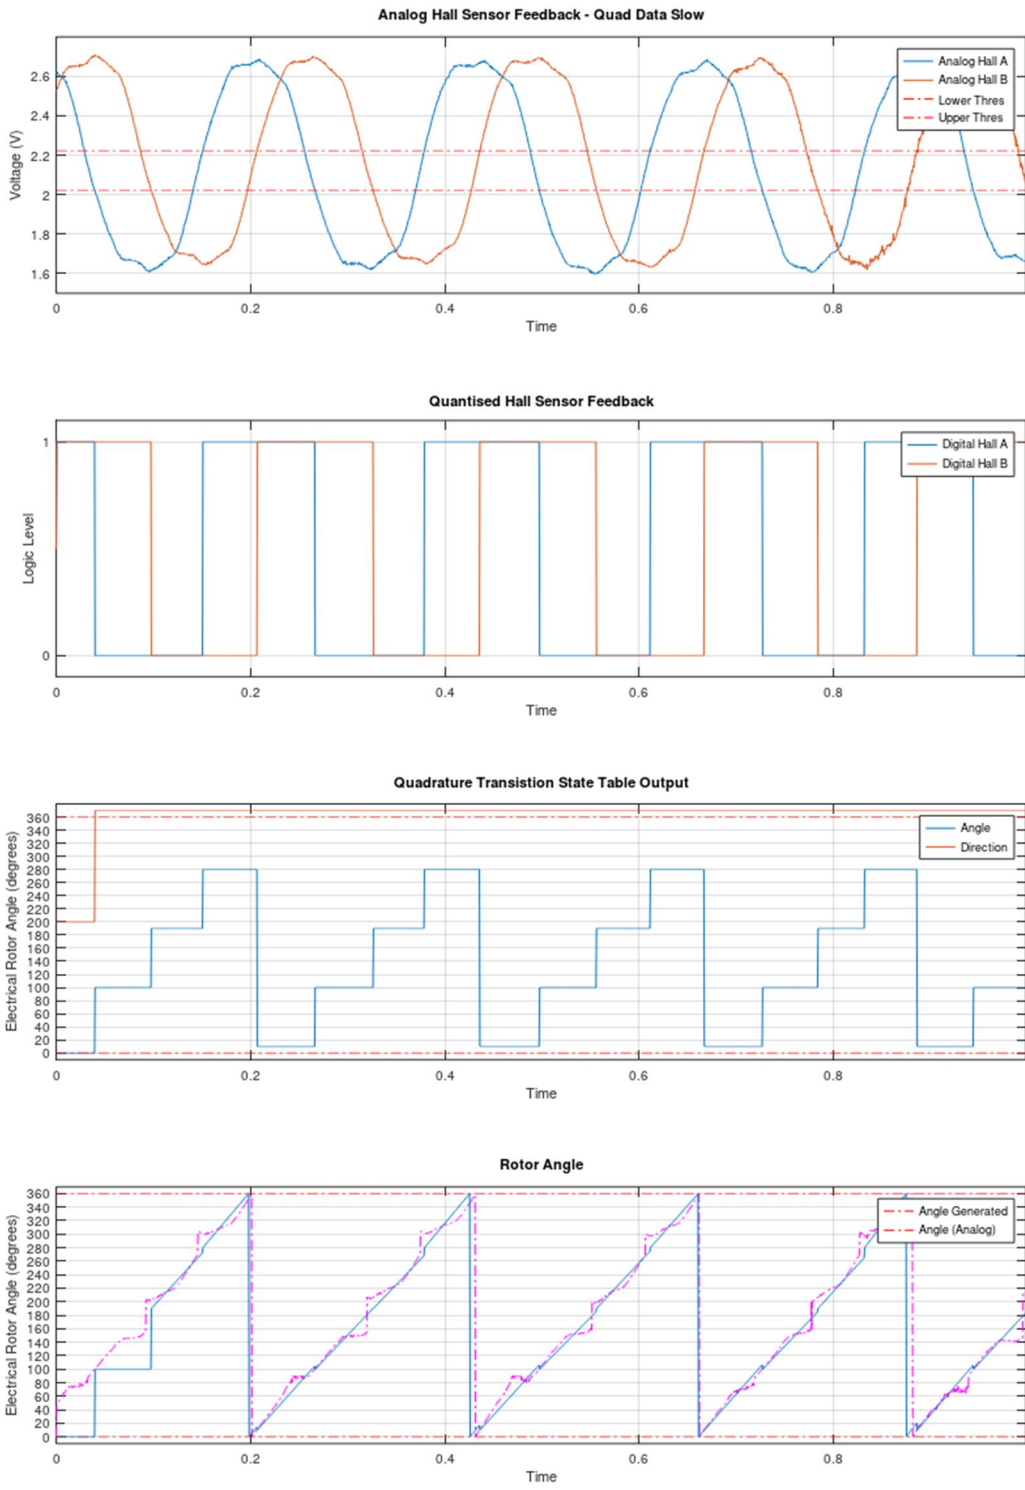 Analog Hall Sensor Feedback - Quad Data Slow
Voltage (V)
2.6
2.4
2.2
2
1.8
1.6
Analog Hall A
Analog Hall B
Lower Thres
Upper Thres
0 0.2 0.4 0.6 0.8
Time
Quantised Hall Sensor Feedback
Logic Level
1
0
Digital Hall A
Digital Hall B
0 0.2 0.4 0.6 0.8
Time
Quadrature Transistion State Table Output
Electrical Rotor Angle (degrees)
360
340
320
300
280
260
240
220
200
180
160
140
120
100
80
60
40
20
0
Angle
Direction
0 0.2 0.4 0.6 0.8
Time
Rotor Angle
Electrical Rotor Angle (degrees)
360
340
320
300
280
260
240
220
200
180
160
140
120
100
80
60
40
20
0
Angle Generated
Angle (Analog)
0 0.2 0.4 0.6 0.8
Time